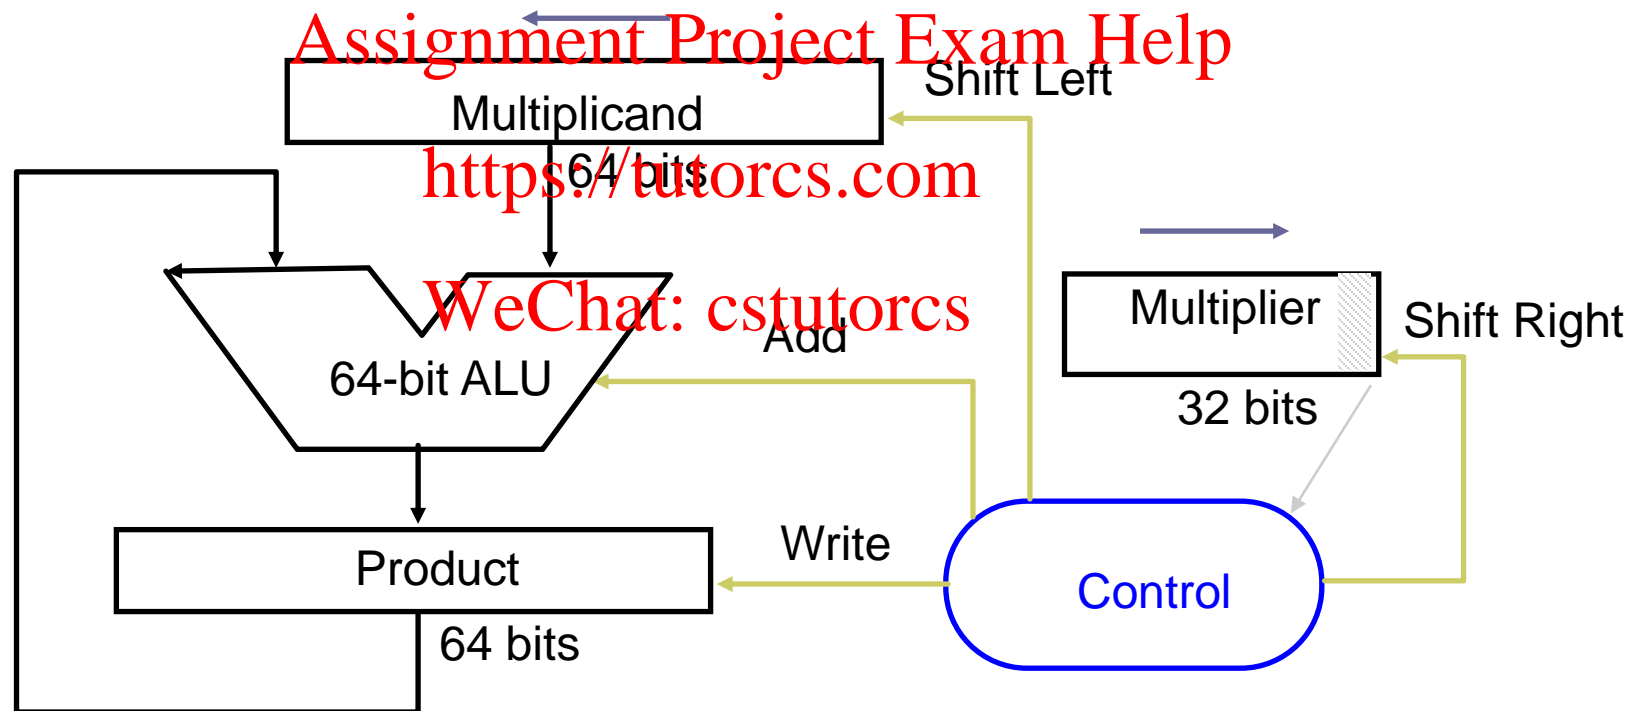 Assignment Project Exam Help
Shift Left
Multiplicand
64 bits
https://tutorcs.com
WeChat: cstutorcs
Multiplier
Shift Right
Add
64-bit ALU
32 bits
Write
Product
Control
64 bits